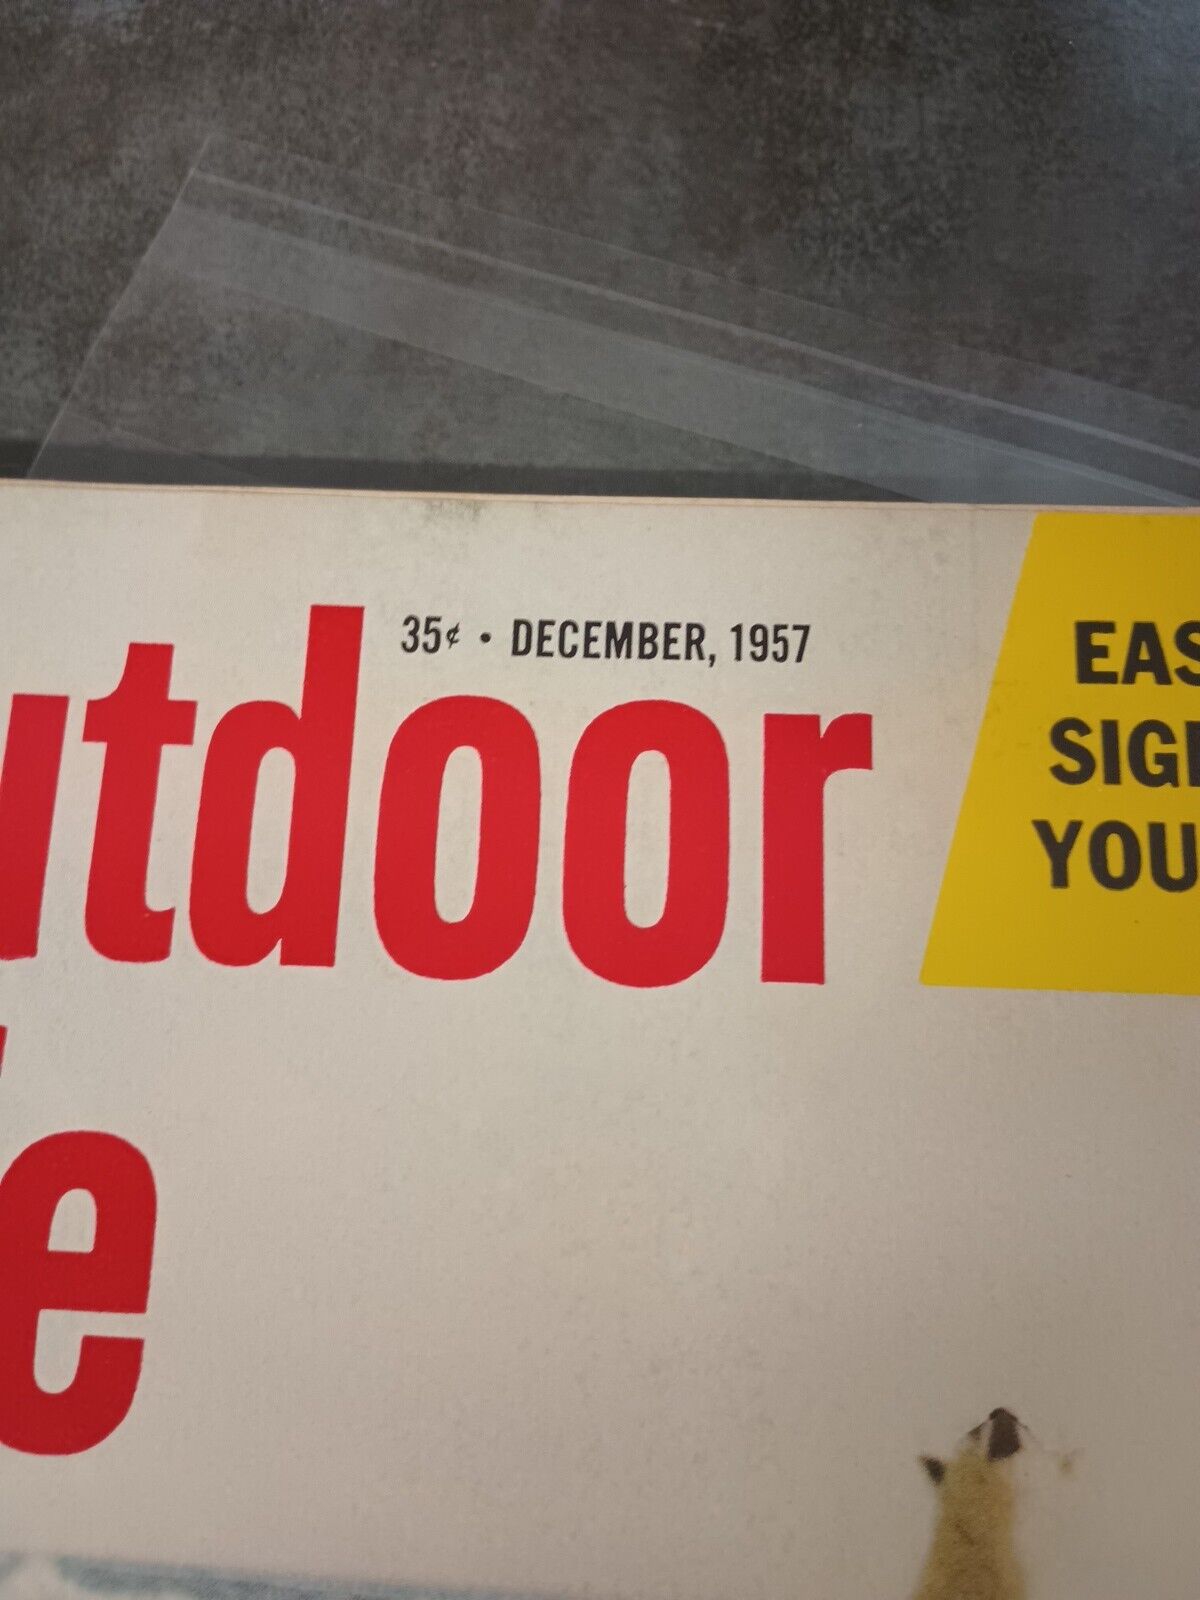 35¢ • DECEMBER, 1957
utdoor
e
EAS
SIG
YOU